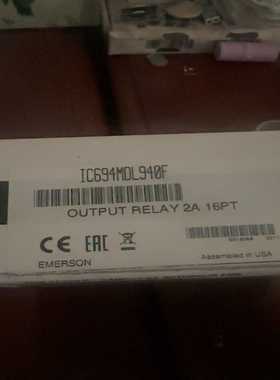 IC694MDL940F
OUTPUT RELAY 2A 16PT
CE EAC
EMERSON
Assembled in USA